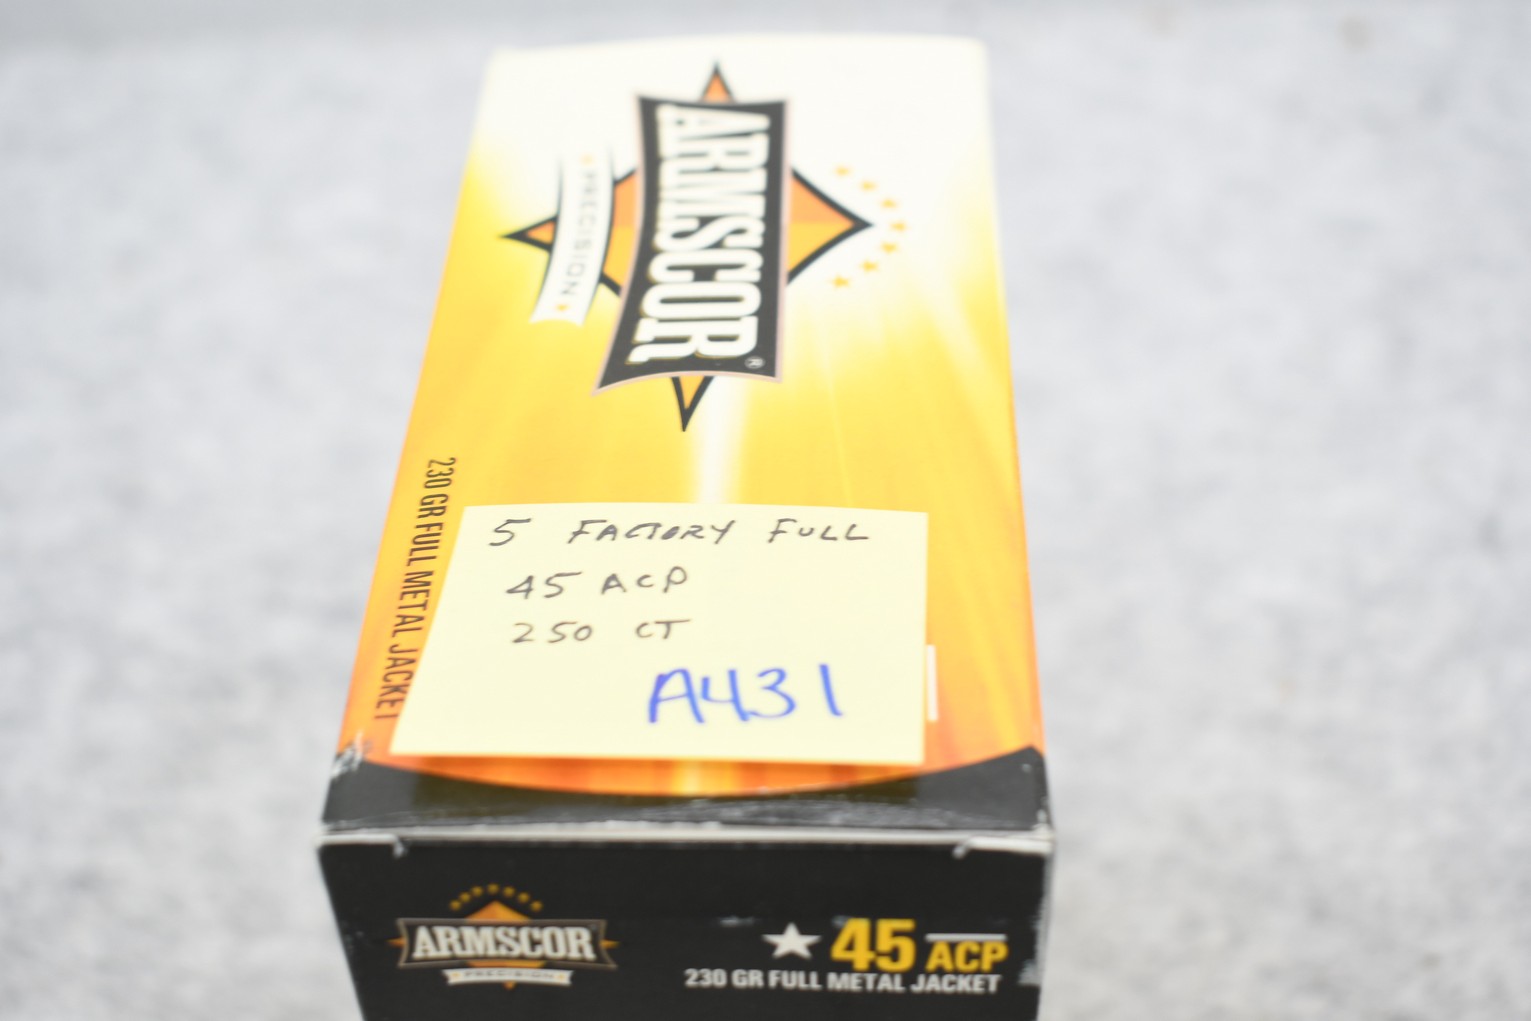 ARMSCOR®
PRECISION
230 GR FULL METAL JACKET
5 FACTORY FULL
45 ACP
250 CT
A431
ARMSCOR
PRECISION
45 ACP
230 GR FULL METAL JACKET